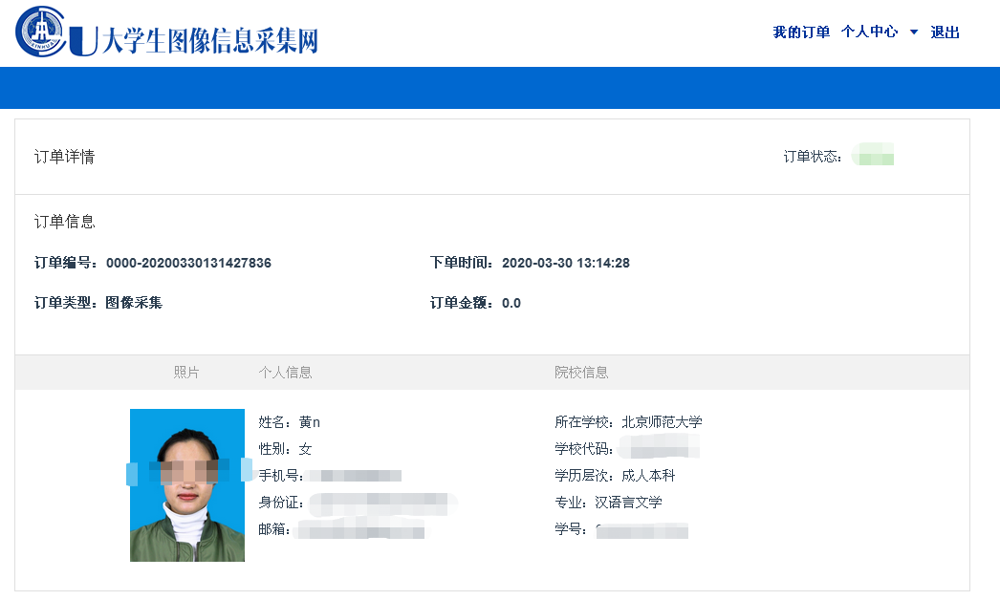 XINHUA
U大学生图像信息采集网
我的订单 个人中心 退出
订单详情
订单状态：
订单信息
订单编号：0000-20200330131427836
下单时间：2020-03-30 13:14:28
订单类型：图像采集
订单金额：0.0
照片 个人信息 院校信息
姓名：黄n
性别：女
手机号：
身份证：
邮箱：
所在学校：北京师范大学
学校代码：
学历层次：成人本科
专业：汉语言文学
学号：